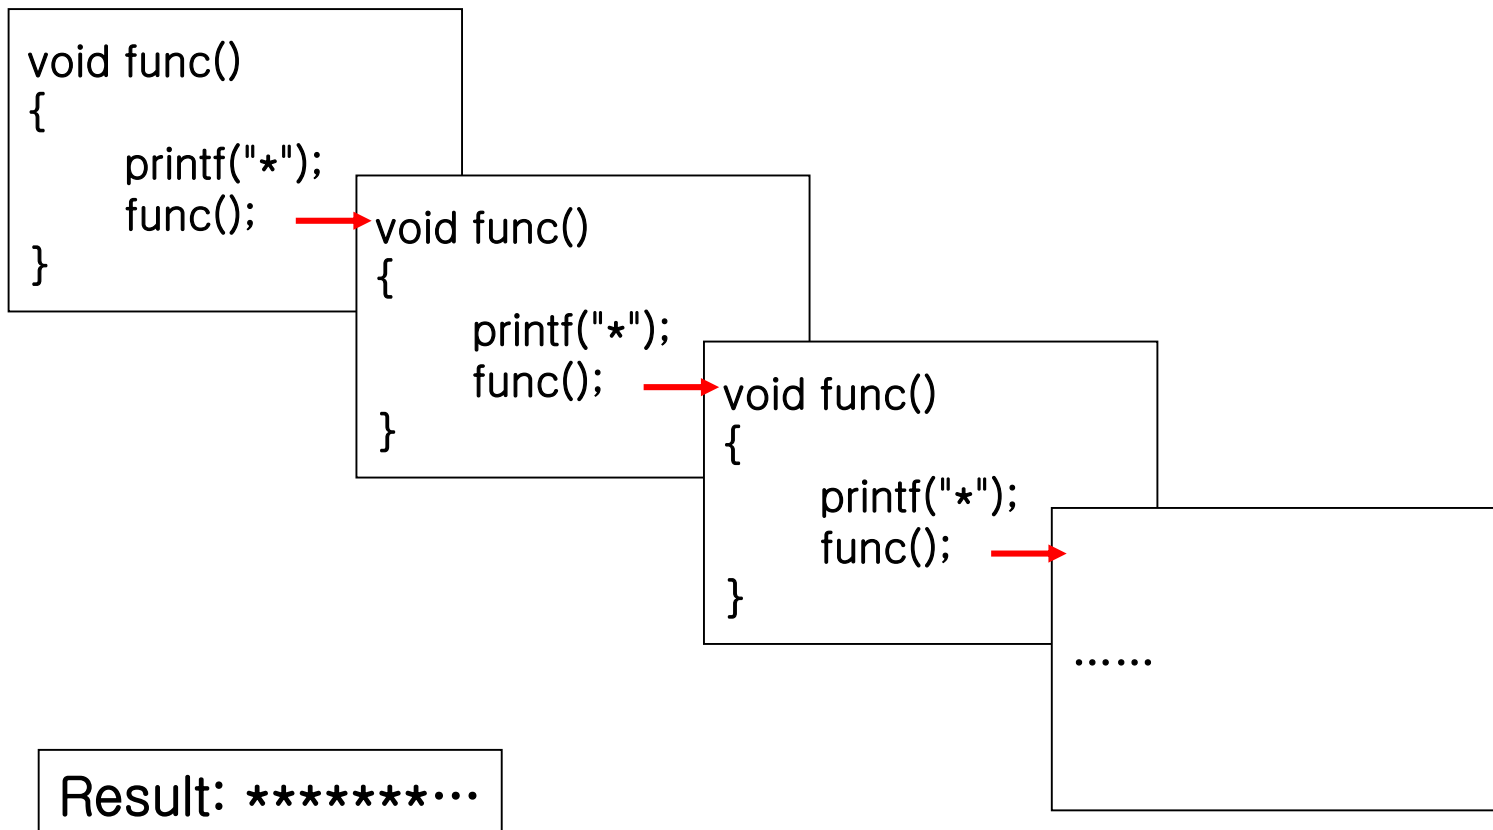 void func()
{
printf("*");
func();
}
void func()
{
printf("*");
func();
}
void func()
{
printf("*");
func();
}
……
Result: *******…